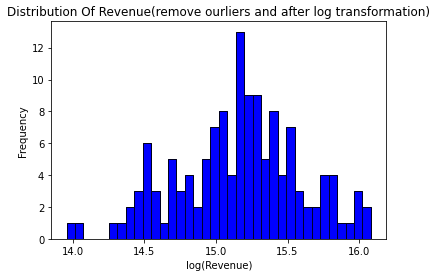 Distribution Of Revenue(remove ourliers and after log transformation)
12
10
8
6
4
2
0
Frequency
14.0 14.5 15.0 15.5 16.0
log(Revenue)